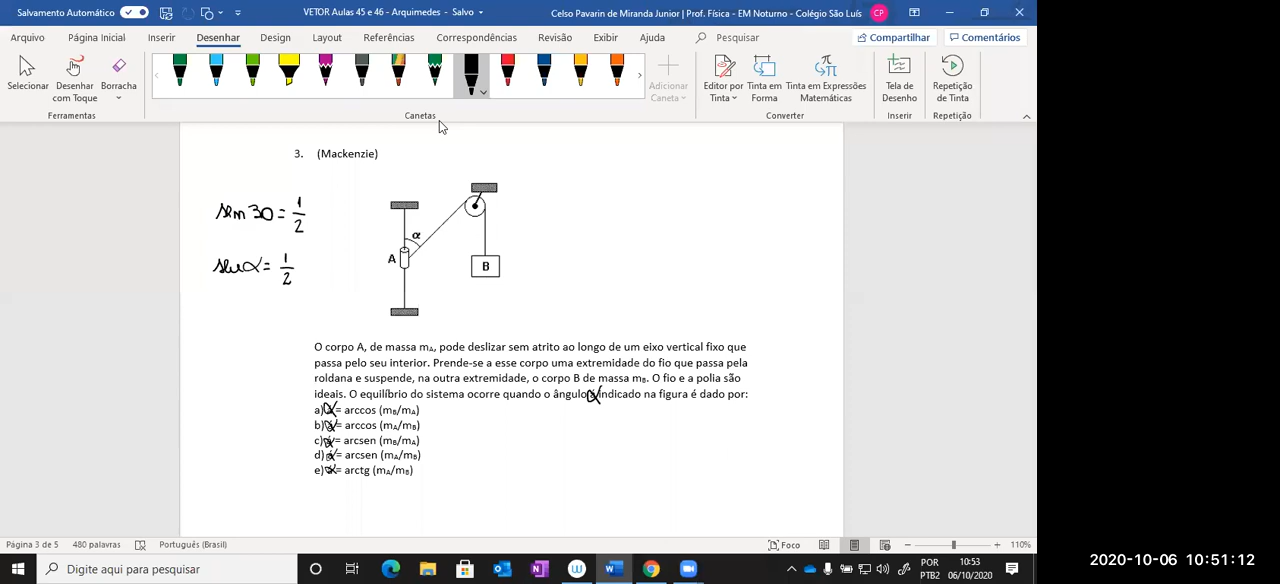 Salvamento Automático
VETOR Aulas 45 e 46 - Arquimedes - Salvo
Celso Pavarin de Miranda Junior | Prof. Física - EM Noturno - Colégio São Luís
CP
Arquivo Página Inicial Inserir Desenhar Design Layout Referências Correspondências Revisão Exibir Ajuda Pesquisar Compartilhar Comentários
Selecionar Desenhar com Toque Borracha Adicionar Caneta Editor por Tinta Tinta em Forma Tinta em Expressões Matemáticas Tela de Desenho Repetição de Tinta
Ferramentas Canetas Converter Inserir Repetição
3. (Mackenzie)
sen 30 = 1/2
sen α = 1/2
α
A
B
O corpo A, de massa mA, pode deslizar sem atrito ao longo de um eixo vertical fixo que
passa pelo seu interior. Prende-se a esse corpo uma extremidade do fio que passa pela
roldana e suspende, na outra extremidade, o corpo B de massa mB. O fio e a polia são
ideais. O equilíbrio do sistema ocorre quando o ângulo α indicado na figura é dado por:
a) α = arccos (mB/mA)
b) α = arccos (mA/mB)
c) α = arcsen (mB/mA)
d) α = arcsen (mA/mB)
e) α = arctg (mA/mB)
Página 3 de 5 480 palavras Português (Brasil) Foco 110%
Digite aqui para pesquisar
POR
PTB2
10:53
06/10/2020
2020-10-06 10:51:12